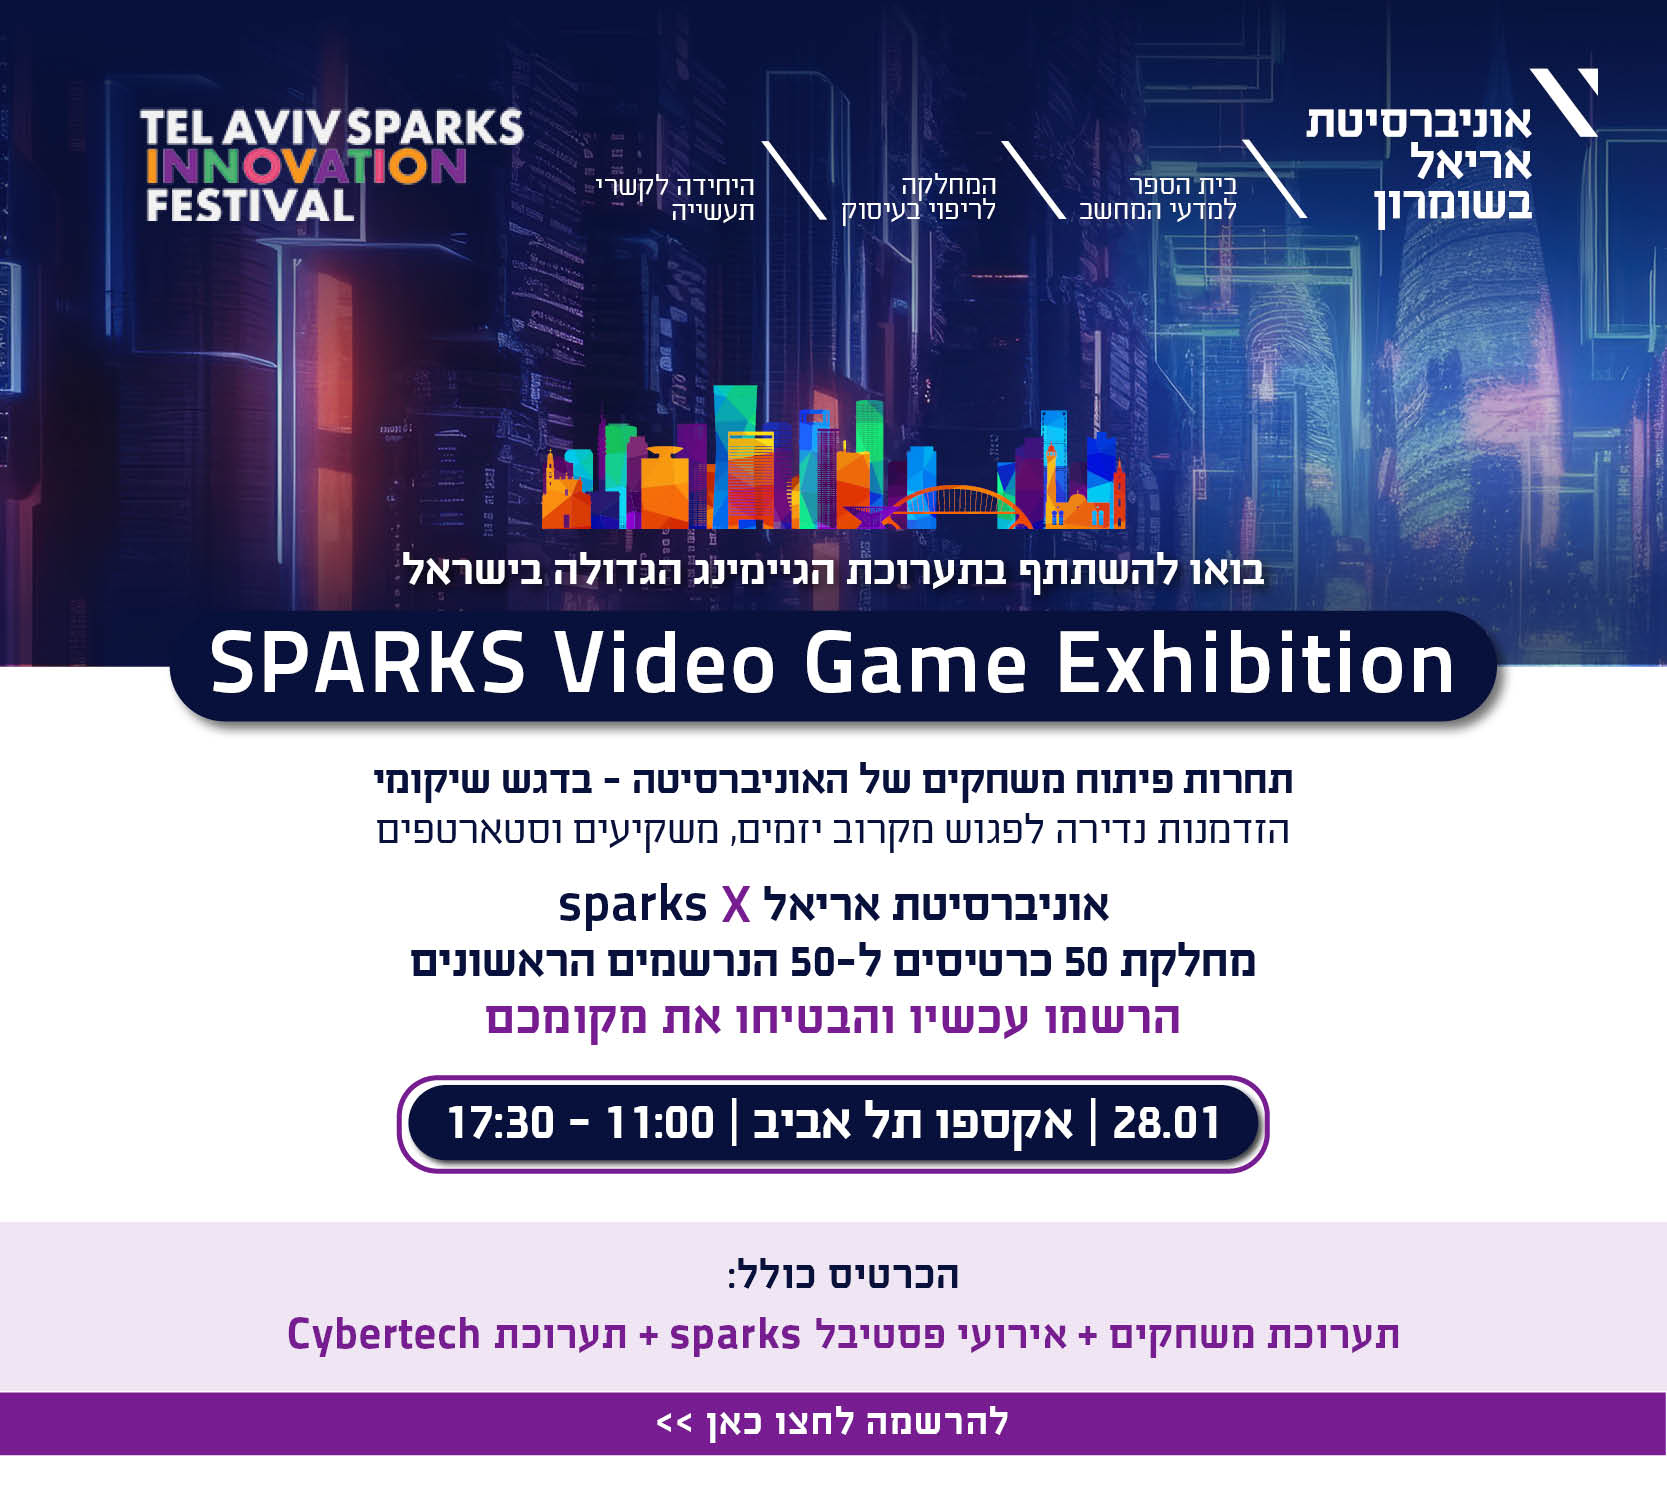 אוניברסיטת
אריאל
בשומרון
בית הספר
למדעי המחשב
המחלקה
לריפוי בעיסוק
היחידה לקשרי
תעשייה
TEL AVIV SPARKS
INNOVATION
FESTIVAL
בואו להשתתף בתערוכת הגיימינג הגדולה בישראל
SPARKS Video Game Exhibition
תחרות פיתוח משחקים של האוניברסיטה - בדגש שיקומי
הזדמנות נדירה לפגוש מקרוב יזמים, משקיעים וסטארטפים
אוניברסיטת אריאל X sparks
מחלקת 50 כרטיסים ל-50 הנרשמים הראשונים
הרשמו עכשיו והבטיחו את מקומכם
28.01 | אקספו תל אביב | 11:00 - 17:30
הכרטיס כולל:
תערוכת משחקים + אירועי פסטיבל sparks + תערוכת Cybertech
להרשמה לחצו כאן >>